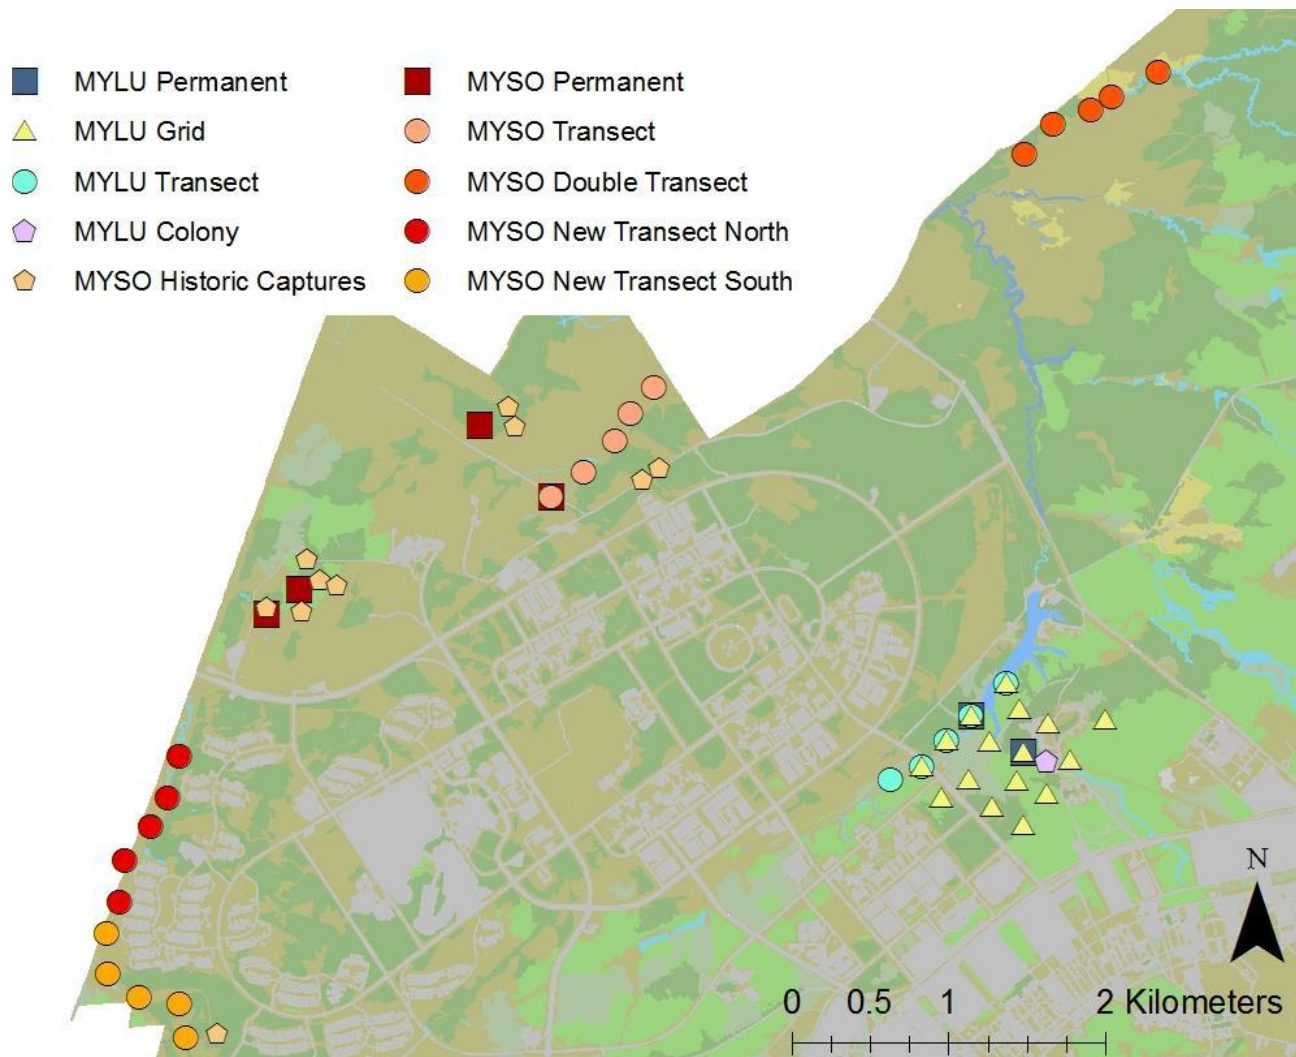 MYLU Permanent
MYLU Grid
MYLU Transect
MYLU Colony
MYSO Historic Captures
MYSO Permanent
MYSO Transect
MYSO Double Transect
MYSO New Transect North
MYSO New Transect South
N
0 0.5 1 2 Kilometers